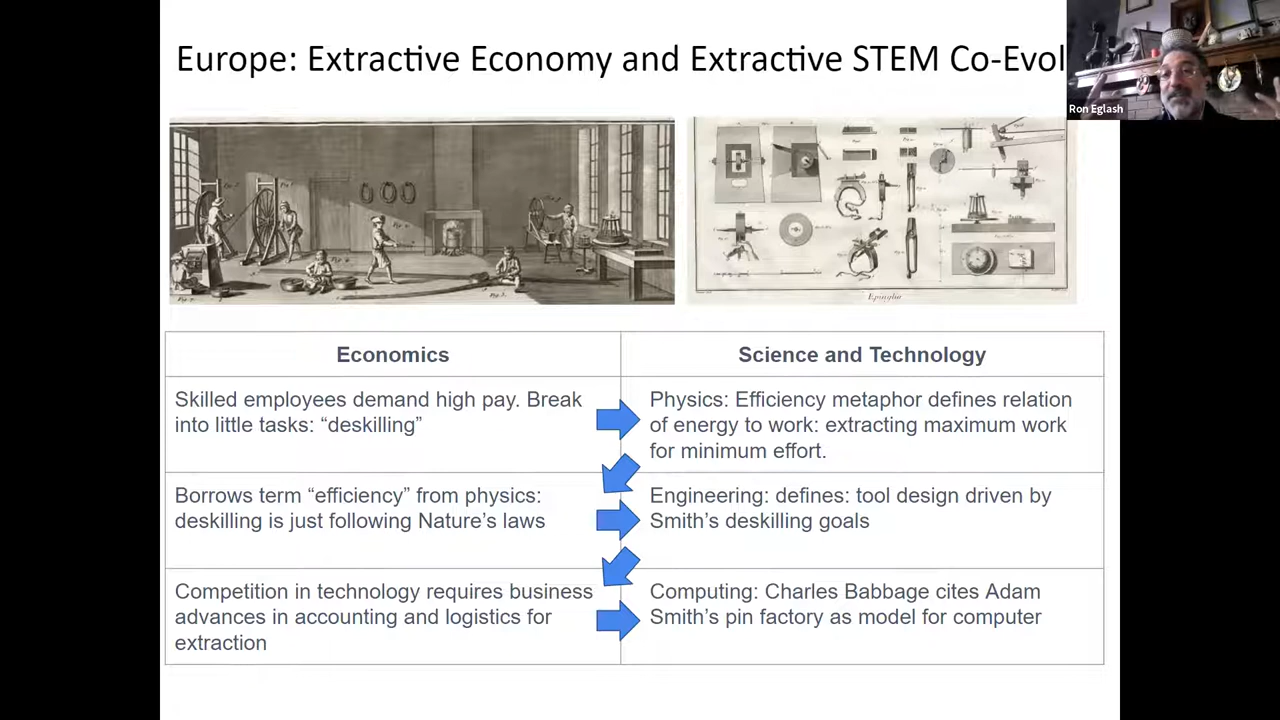 Europe: Extractive Economy and Extractive STEM Co-Evol
Ron Eglash
Epinglier
Economics
Science and Technology
Skilled employees demand high pay. Break
into little tasks: “deskilling”
Physics: Efficiency metaphor defines relation
of energy to work: extracting maximum work
for minimum effort.
Borrows term “efficiency” from physics:
deskilling is just following Nature’s laws
Engineering: defines: tool design driven by
Smith’s deskilling goals
Competition in technology requires business
advances in accounting and logistics for
extraction
Computing: Charles Babbage cites Adam
Smith’s pin factory as model for computer